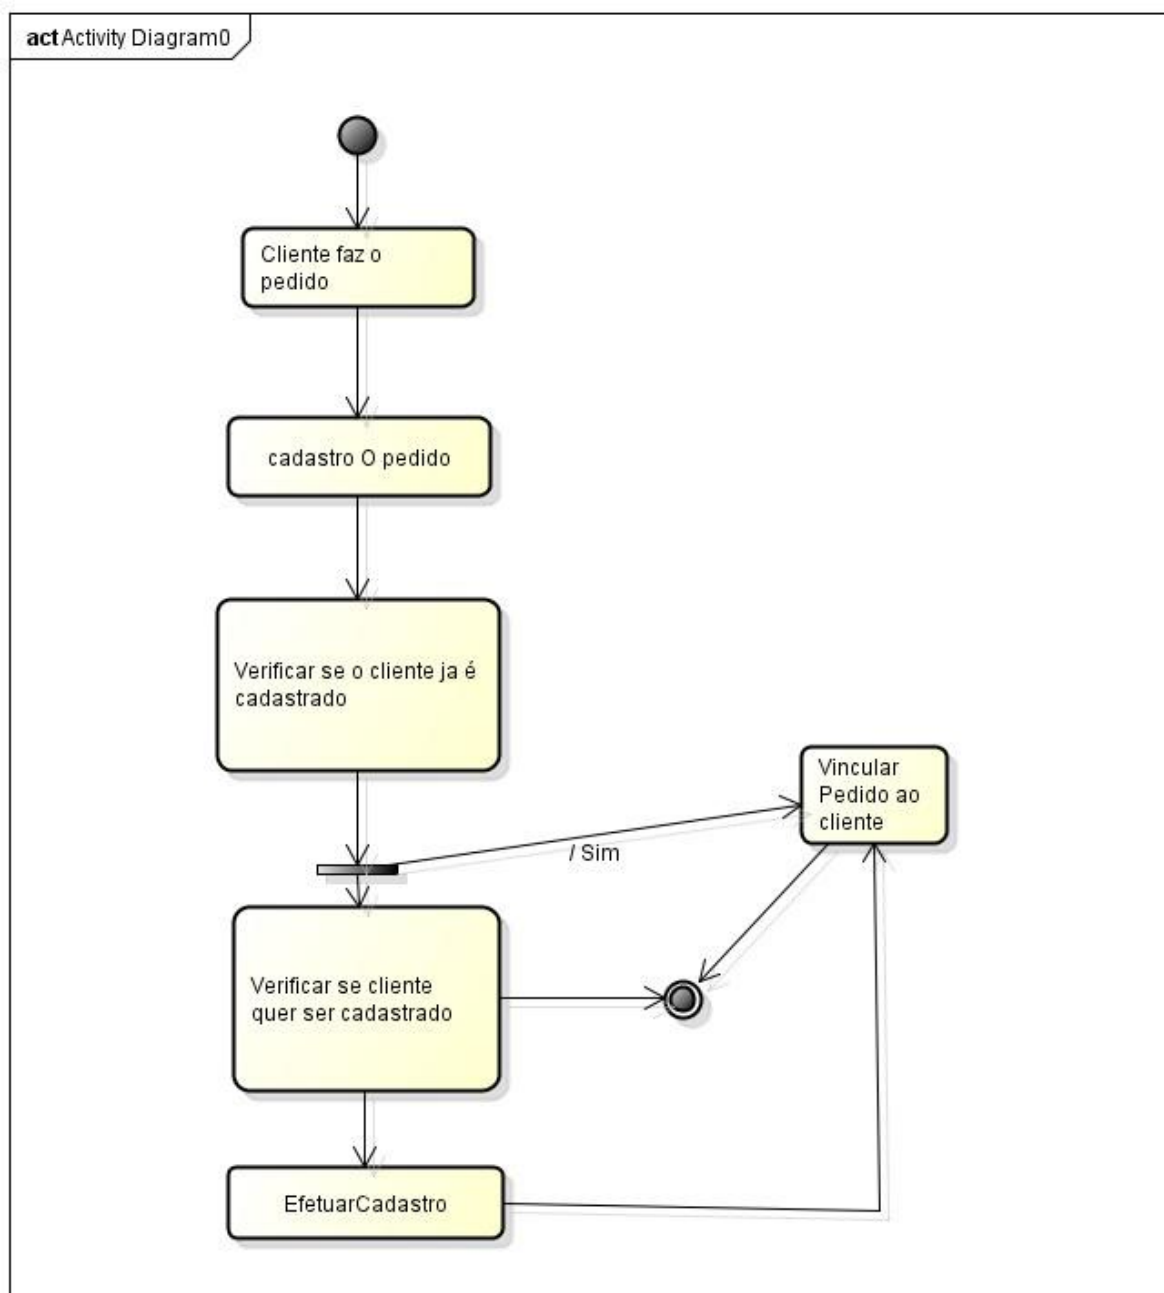 act Activity Diagram0
Cliente faz o
pedido
cadastro O pedido
Verificar se o cliente ja é
cadastrado
Vincular
Pedido ao
cliente
/ Sim
Verificar se cliente
quer ser cadastrado
EfetuarCadastro